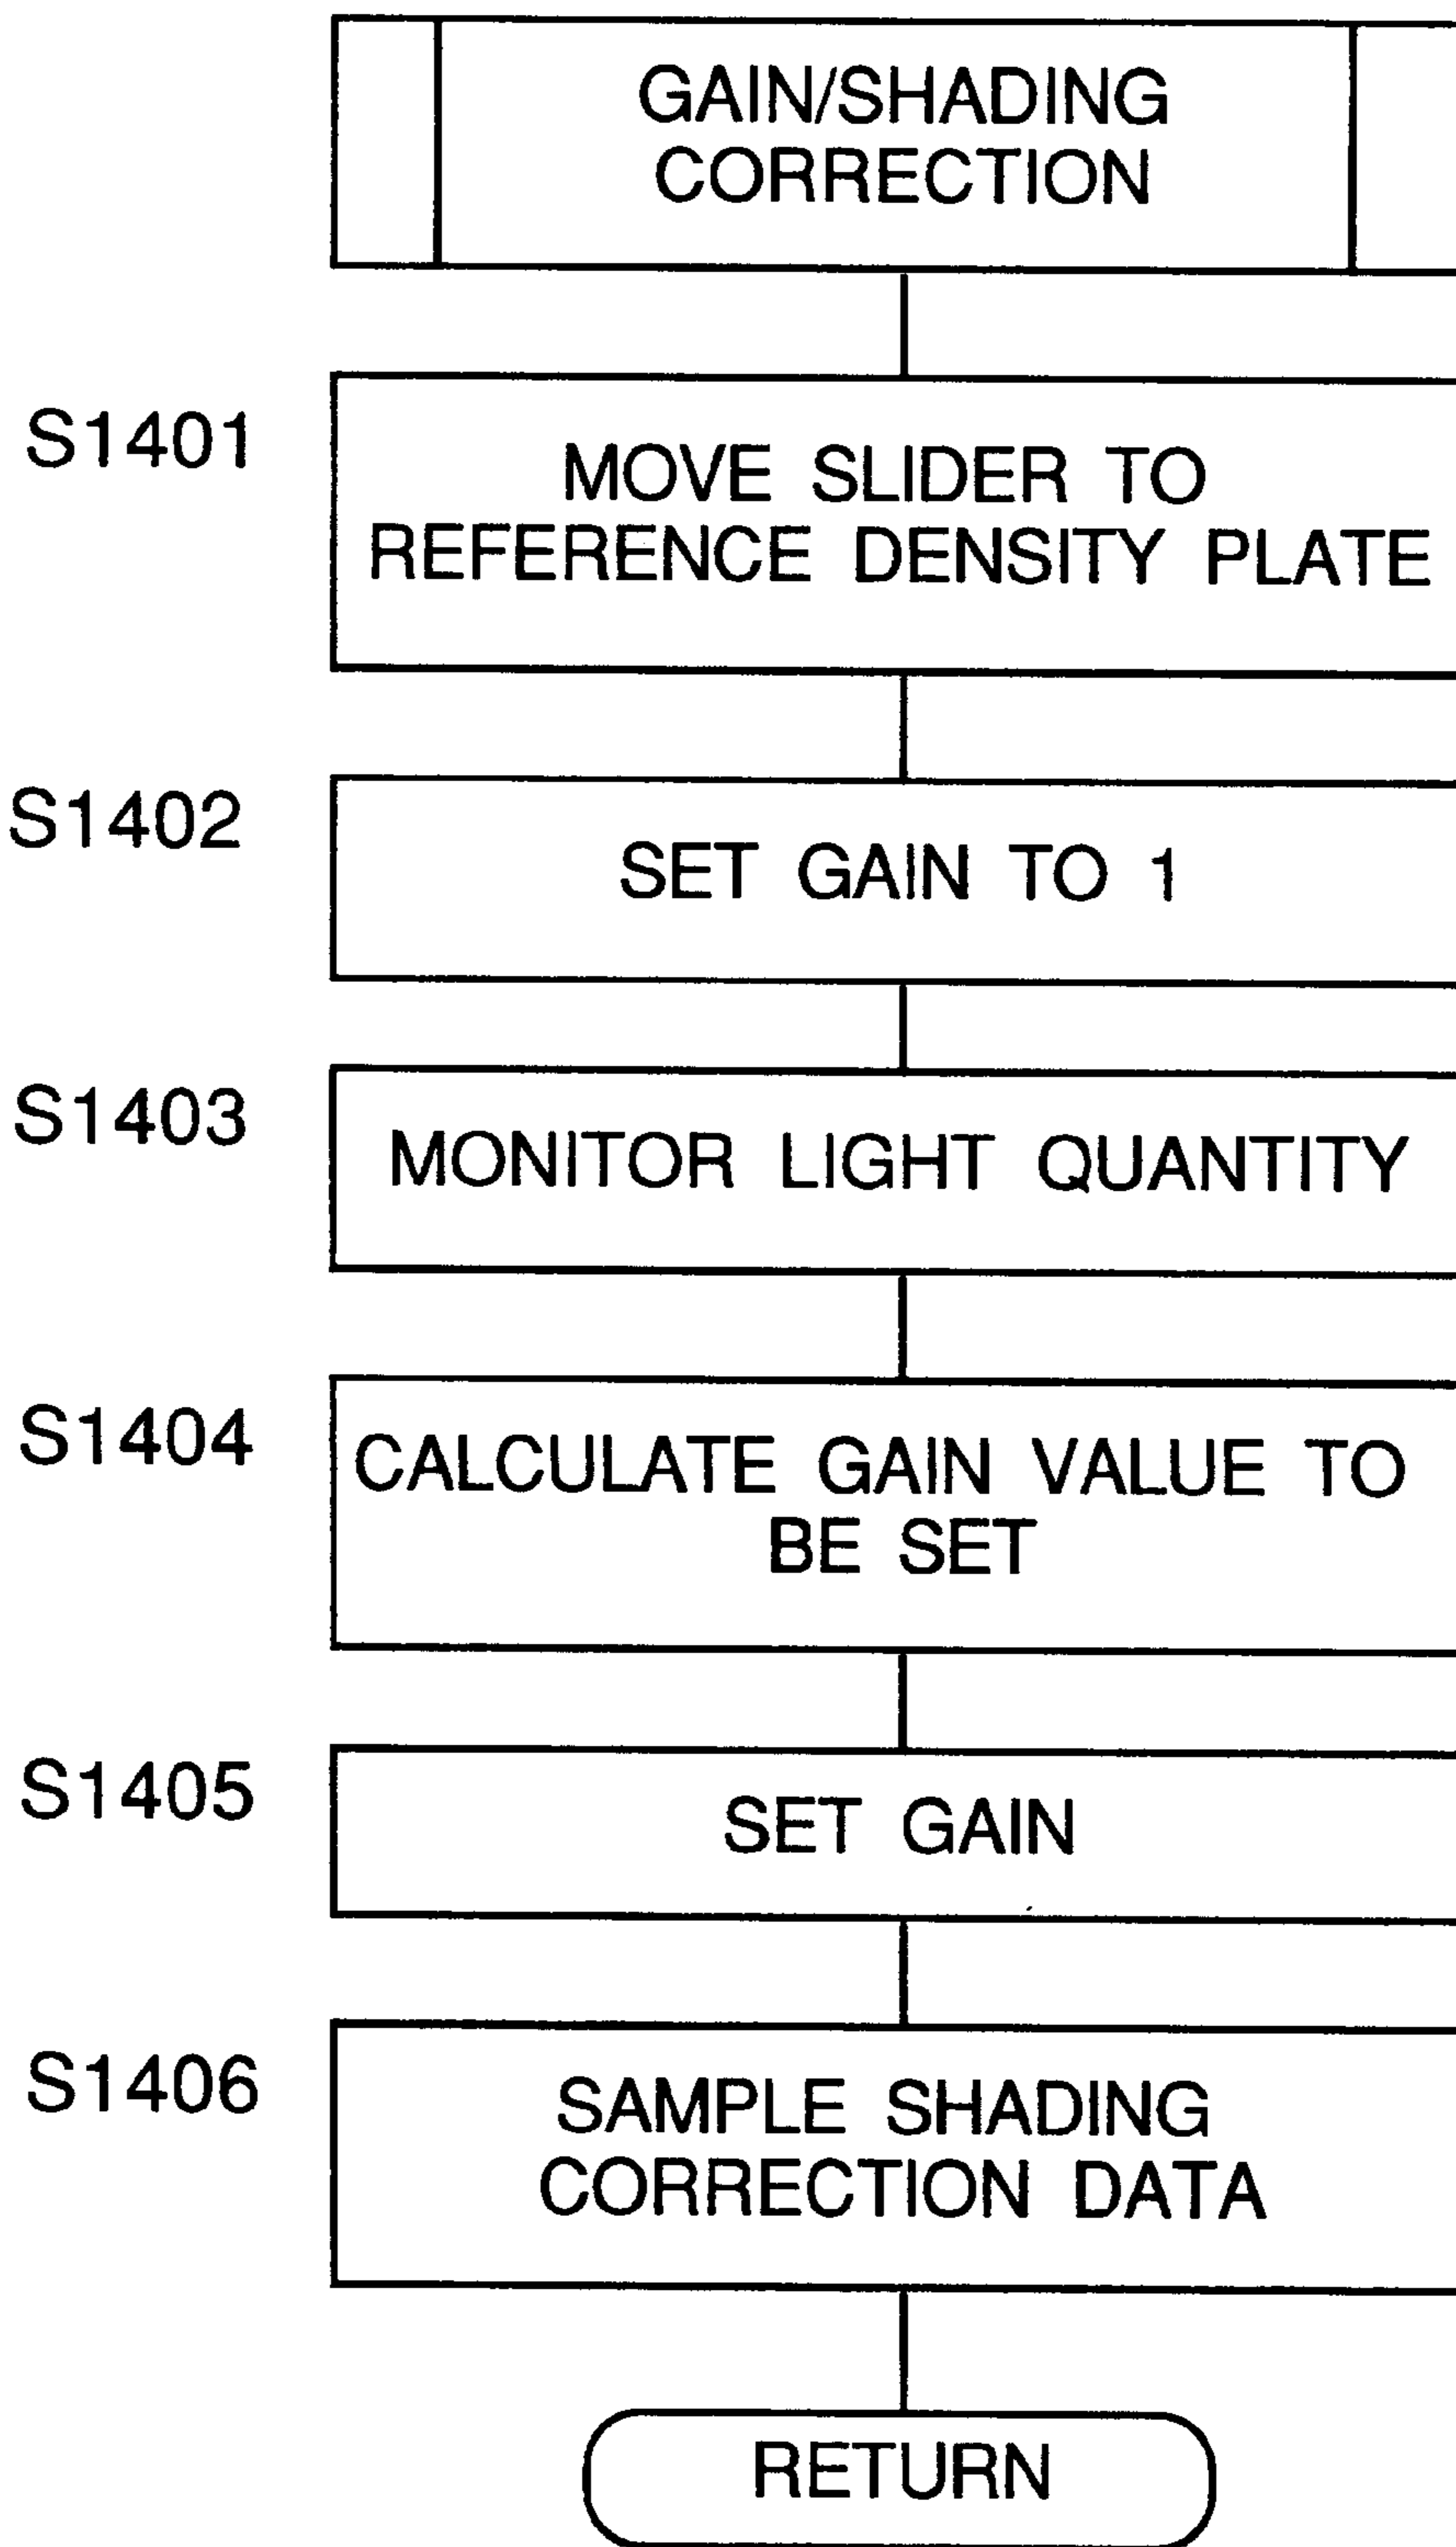 GAIN/SHADING
CORRECTION
S1401
MOVE SLIDER TO
REFERENCE DENSITY PLATE
S1402
SET GAIN TO 1
S1403
MONITOR LIGHT QUANTITY
S1404
CALCULATE GAIN VALUE TO
BE SET
S1405
SET GAIN
S1406
SAMPLE SHADING
CORRECTION DATA
RETURN